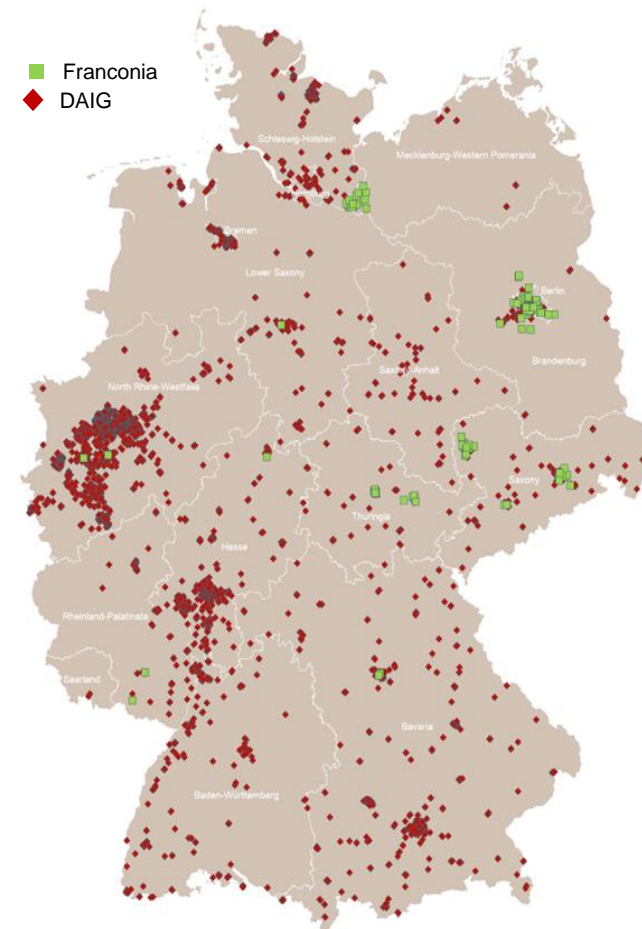 Franconia
DAIG
Schleswig-Holstein
Mecklenburg-Western Pomerania
Bremen
Lower Saxony
Berlin
Brandenburg
Saxony-Anhalt
North Rhine-Westfalia
Saxony
Thuringia
Hesse
Rheinland-Palatinate
Saarland
Bavaria
Baden-Württemberg